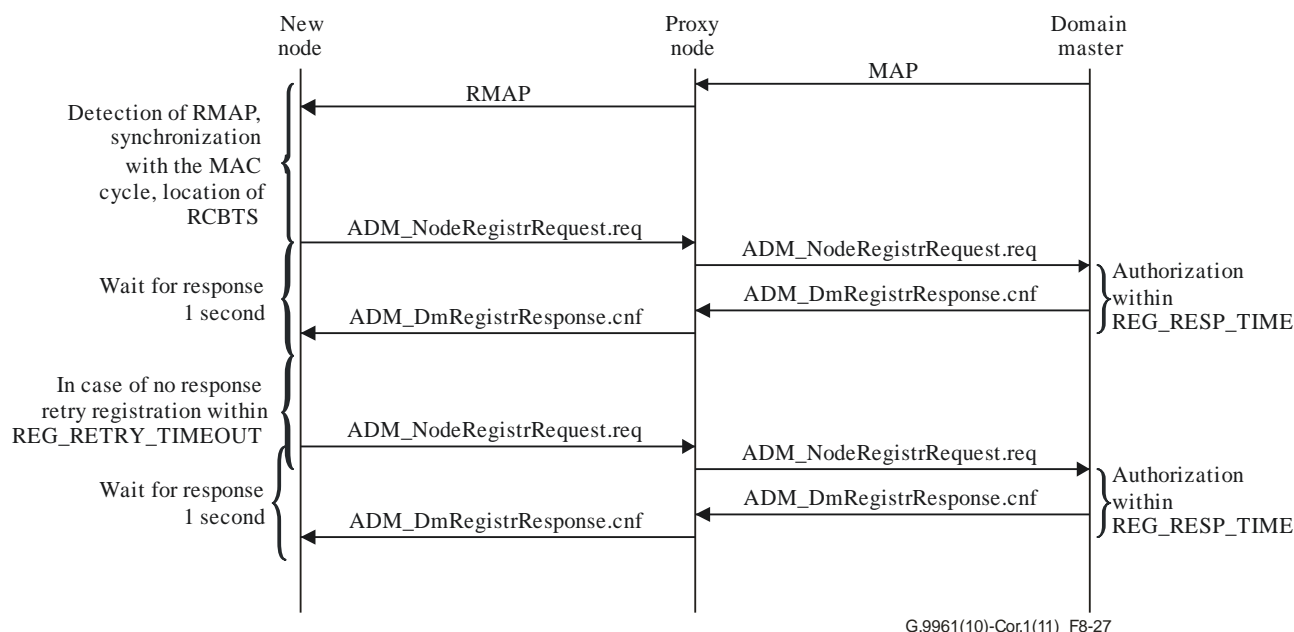 New
node
Proxy
node
Domain
master
MAP
RMAP
Detection of RMAP,
synchronization
with the MAC
cycle, location of
RCBTS
ADM_NodeRegistrRequest.req
ADM_NodeRegistrRequest.req
Wait for response
1 second
ADM_DmRegistrResponse.cnf
ADM_DmRegistrResponse.cnf
Authorization
within
REG_RESP_TIME
In case of no response
retry registration within
REG_RETRY_TIMEOUT
ADM_NodeRegistrRequest.req
ADM_NodeRegistrRequest.req
Wait for response
1 second
ADM_DmRegistrResponse.cnf
ADM_DmRegistrResponse.cnf
Authorization
within
REG_RESP_TIME
G.9961(10)-Cor.1(11)_F8-27